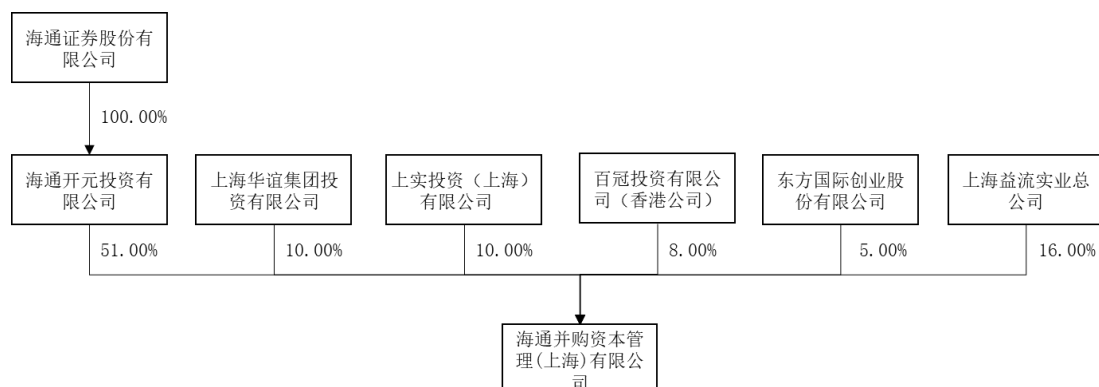 海通证券股份有
限公司
100.00%
海通开元投资有
限公司
上海华谊集团投
资有限公司
上实投资（上海）
有限公司
百冠投资有限公
司（香港公司）
东方国际创业股
份有限公司
上海益流实业总
公司
51.00%
10.00%
10.00%
8.00%
5.00%
16.00%
海通并购资本管
理(上海)有限公
司